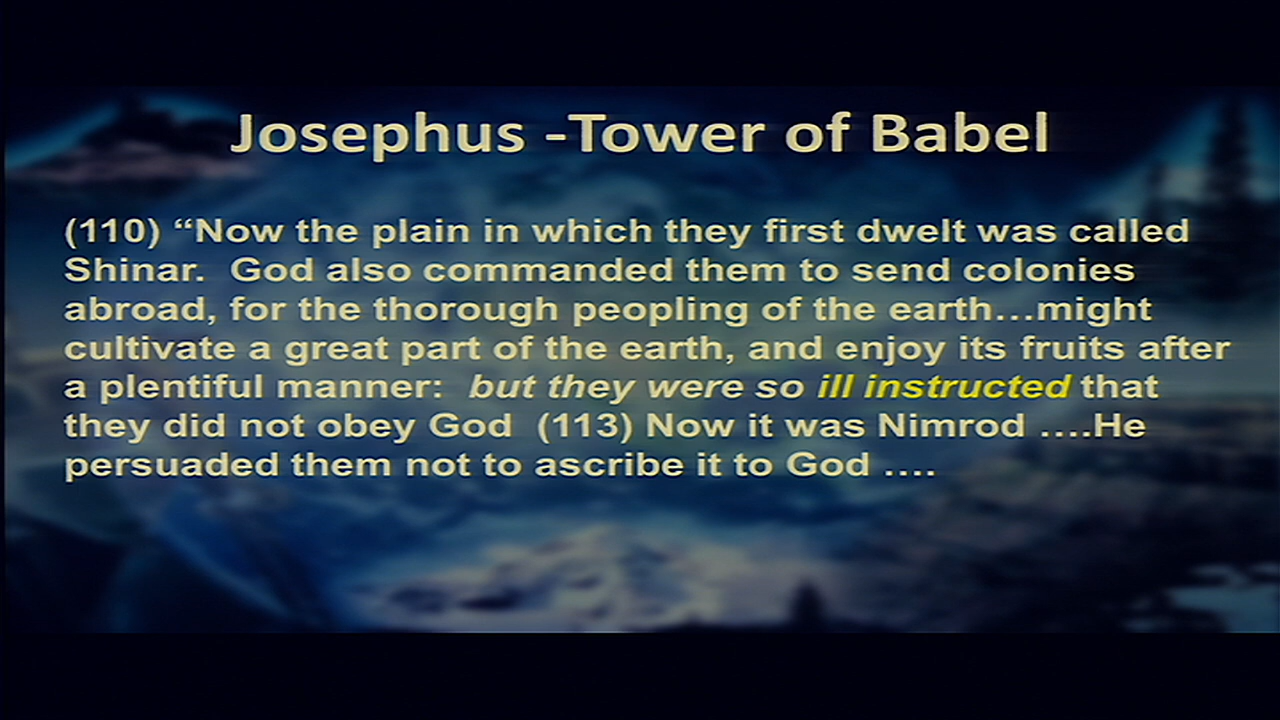 Josephus -Tower of Babel
(110) “Now the plain in which they first dwelt was called
Shinar.  God also commanded them to send colonies
abroad, for the thorough peopling of the earth…might
cultivate a great part of the earth, and enjoy its fruits after
a plentiful manner:  but they were so ill instructed that
they did not obey God  (113) Now it was Nimrod ….He
persuaded them not to ascribe it to God ….